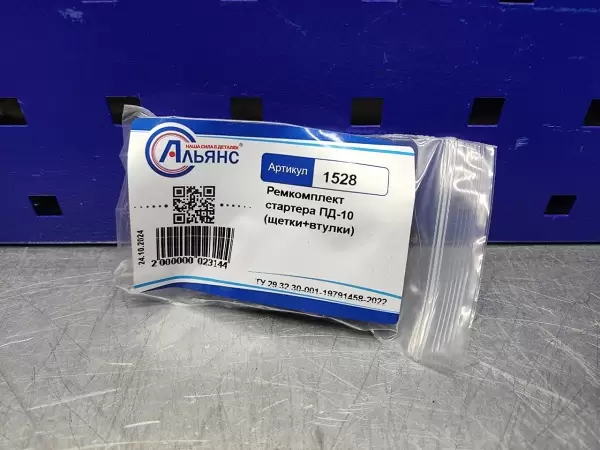 НАША СИЛА В ДЕТАЛЯХ
АЛЬЯНС®
Артикул 1528
Ремкомплект
стартера ПД-10
(щетки+втулки)
24.10.2024
2 000000 023144
ТУ 29.32.30-001-19791458-2022